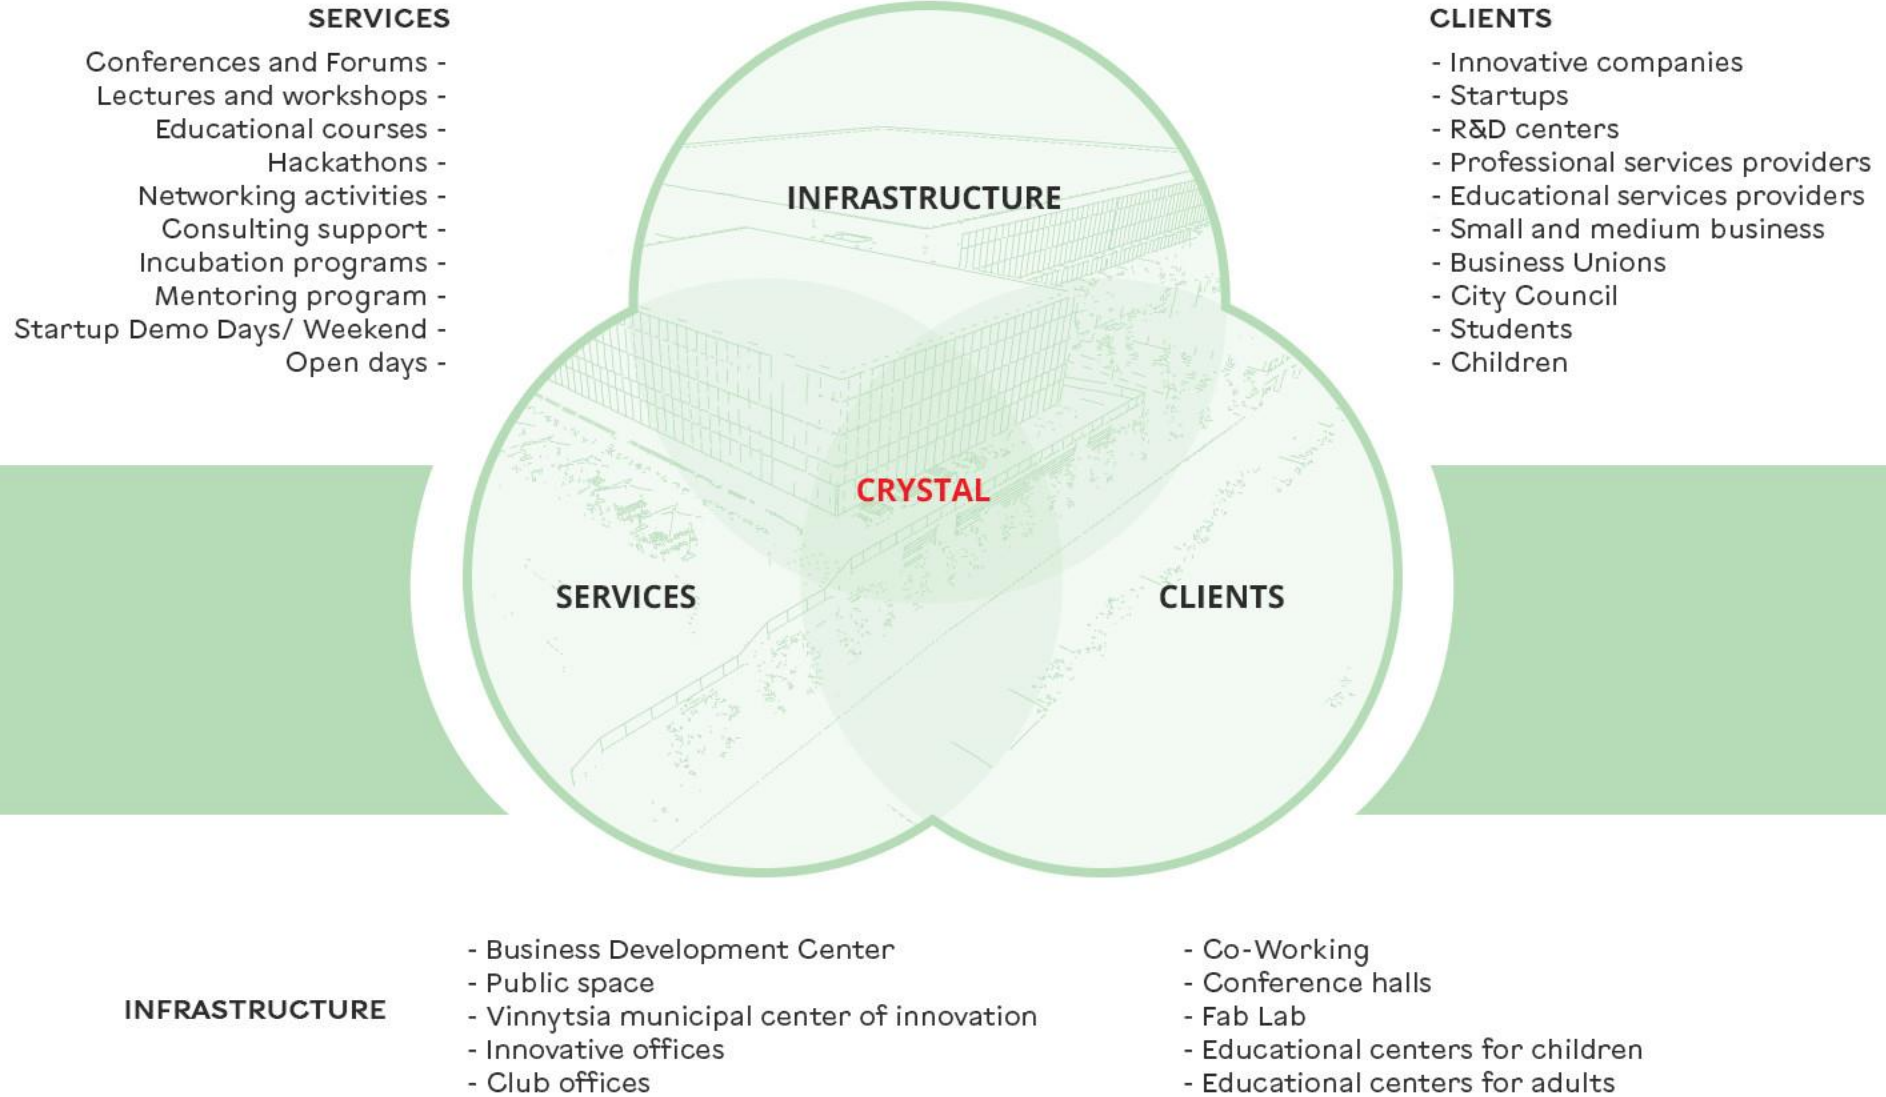 SERVICES
Conferences and Forums -
Lectures and workshops -
Educational courses -
Hackathons -
Networking activities -
Consulting support -
Incubation programs -
Mentoring program -
Startup Demo Days/ Weekend -
Open days -
CLIENTS
- Innovative companies
- Startups
- R&D centers
- Professional services providers
- Educational services providers
- Small and medium business
- Business Unions
- City Council
- Students
- Children
INFRASTRUCTURE
CRYSTAL
SERVICES
CLIENTS
INFRASTRUCTURE
- Business Development Center
- Public space
- Vinnytsia municipal center of innovation
- Innovative offices
- Club offices
- Co-Working
- Conference halls
- Fab Lab
- Educational centers for children
- Educational centers for adults